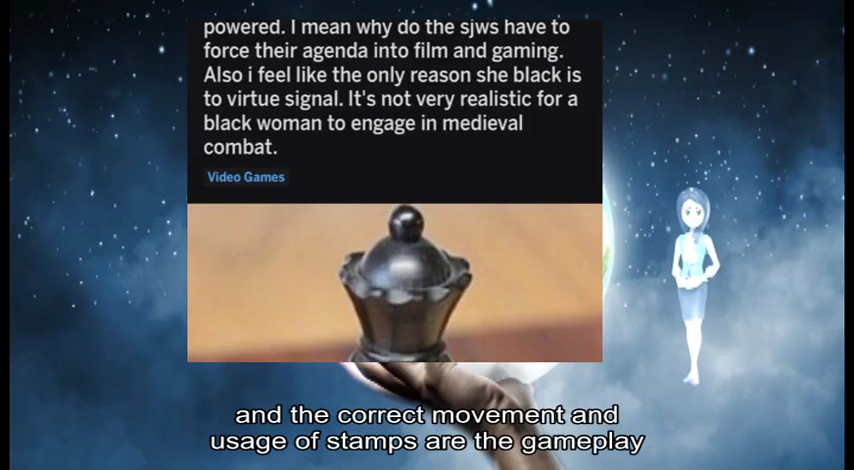 powered. I mean why do the sjws have to
force their agenda into film and gaming.
Also i feel like the only reason she black is
to virtue signal. It's not very realistic for a
black woman to engage in medieval
combat.
Video Games
and the correct movement and
usage of stamps are the gameplay